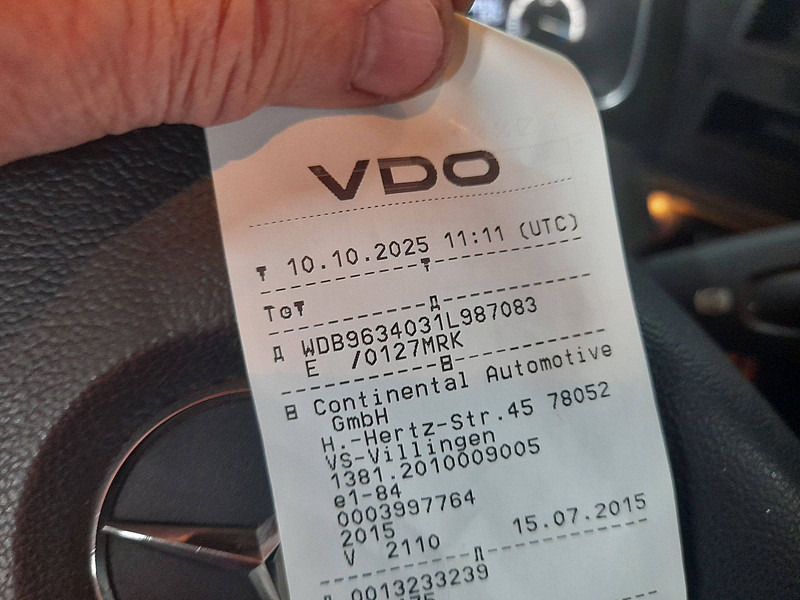 VDO
10.10.2025 11:11 (UTC)
WDB9634031L987083
E /0127MRK
Continental Automotive
GmbH
H.-Hertz-Str.45 78052
VS-Villingen
1381.2010009005
e1-84
0003997764
2015
V 2110 15.07.2015
0013233239